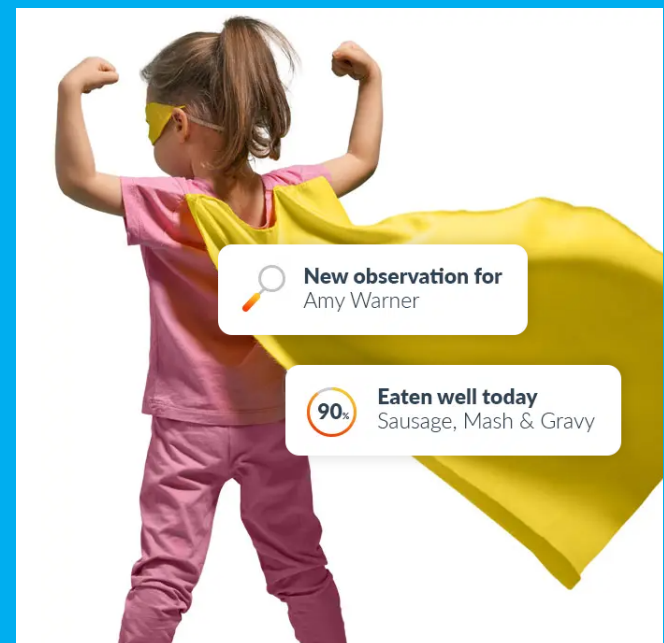 New observation for
Amy Warner
90%
Eaten well today
Sausage, Mash & Gravy